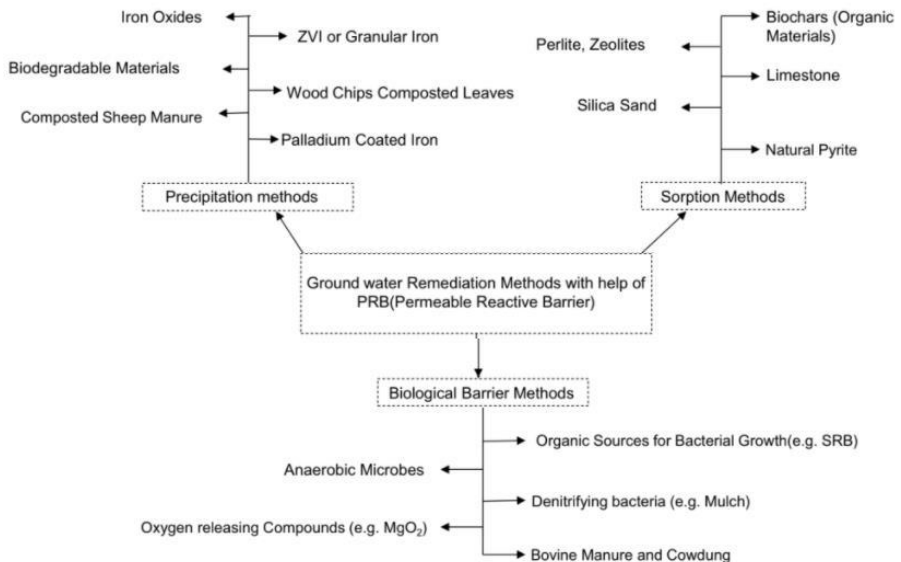 Iron Oxides
ZVI or Granular Iron
Biodegradable Materials
Wood Chips Composted Leaves
Composted Sheep Manure
Palladium Coated Iron
Precipitation methods
Biochars (Organic
Materials)
Perlite, Zeolites
Limestone
Silica Sand
Natural Pyrite
Sorption Methods
Ground water Remediation Methods with help of
PRB(Permeable Reactive Barrier)
Biological Barrier Methods
Organic Sources for Bacterial Growth(e.g. SRB)
Anaerobic Microbes
Denitrifying bacteria (e.g. Mulch)
Oxygen releasing Compounds (e.g. MgO₂)
Bovine Manure and Cowdung